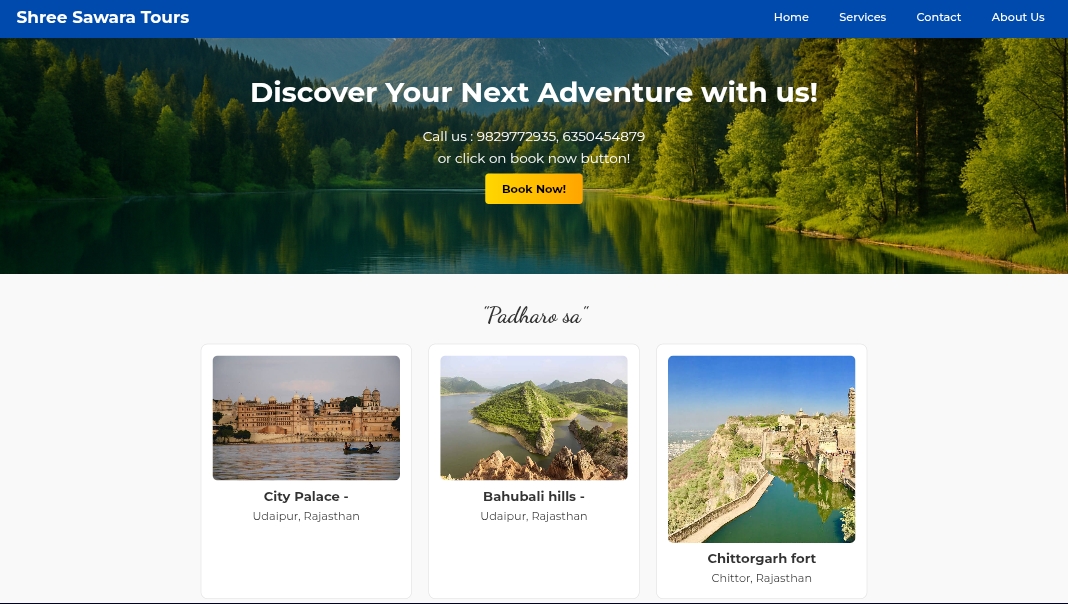 Shree Sawara Tours
Home Services Contact About Us
Discover Your Next Adventure with us!
Call us : 9829772935, 6350454879
or click on book now button!
Book Now!
"Padharo sa"
City Palace -
Udaipur, Rajasthan
Bahubali hills -
Udaipur, Rajasthan
Chittorgarh fort
Chittor, Rajasthan